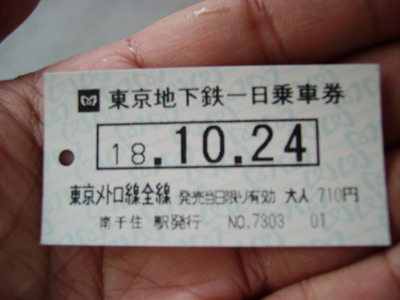 東京地下鉄一日乗車券
18.10.24
東京メトロ線全線 発売当日限り有効 大人 710円
南千住 駅発行 NO.7303 01